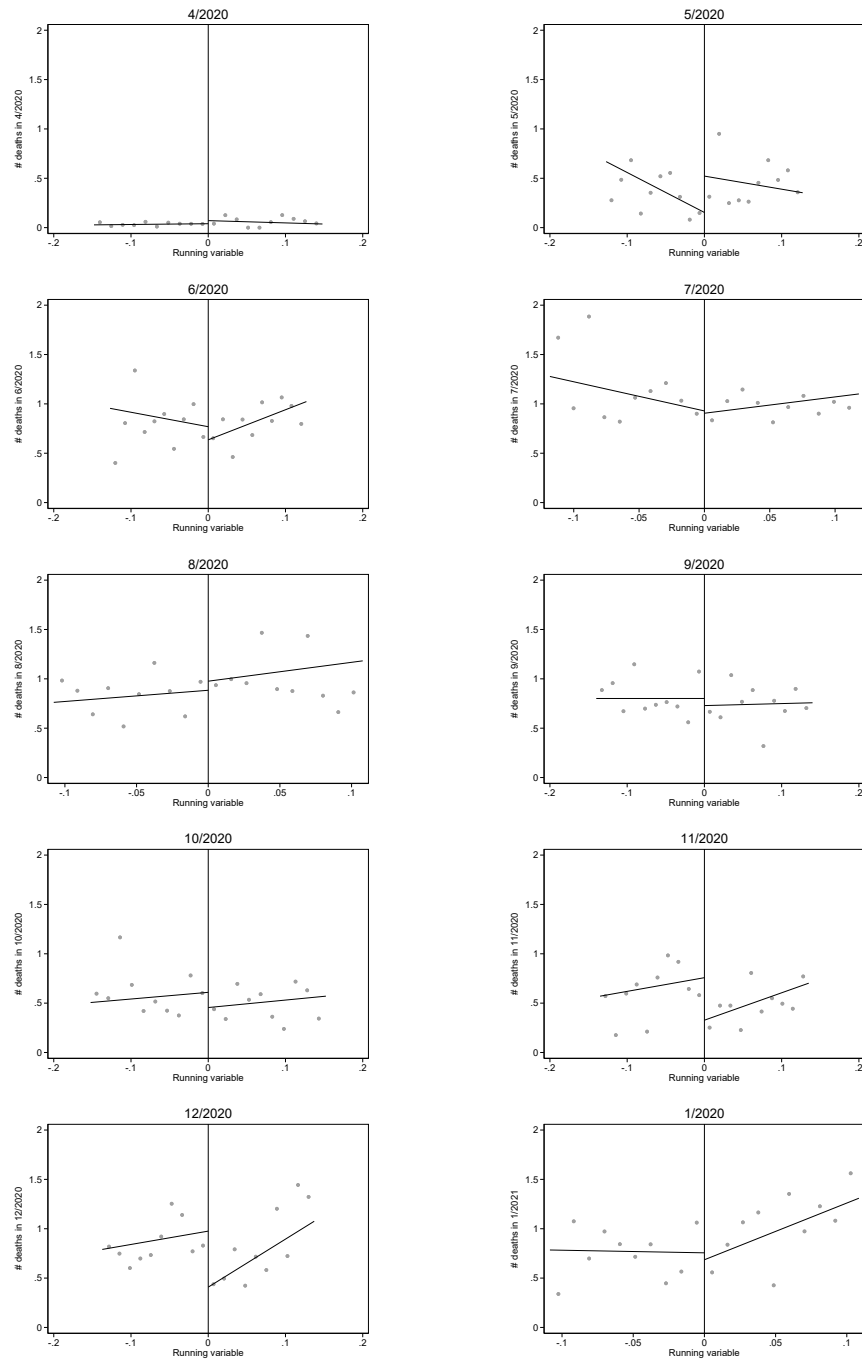 4/2020
2
1.5
1
.5
0
# deaths in 4/2020
-.2 -.1 0 .1 .2
Running variable
5/2020
2
1.5
1
.5
0
# deaths in 5/2020
-.2 -.1 0 .1 .2
Running variable
6/2020
2
1.5
1
.5
0
# deaths in 6/2020
-.2 -.1 0 .1 .2
Running variable
7/2020
2
1.5
1
.5
0
# deaths in 7/2020
-.1 -.05 0 .05 .1
Running variable
8/2020
2
1.5
1
.5
0
# deaths in 8/2020
-.1 -.05 0 .05 .1
Running variable
9/2020
2
1.5
1
.5
0
# deaths in 9/2020
-.2 -.1 0 .1 .2
Running variable
10/2020
2
1.5
1
.5
0
# deaths in 10/2020
-.2 -.1 0 .1 .2
Running variable
11/2020
2
1.5
1
.5
0
# deaths in 11/2020
-.2 -.1 0 .1 .2
Running variable
12/2020
2
1.5
1
.5
0
# deaths in 12/2020
-.2 -.1 0 .1 .2
Running variable
1/2020
2
1.5
1
.5
0
# deaths in 1/2021
-.1 -.05 0 .05 .1
Running variable